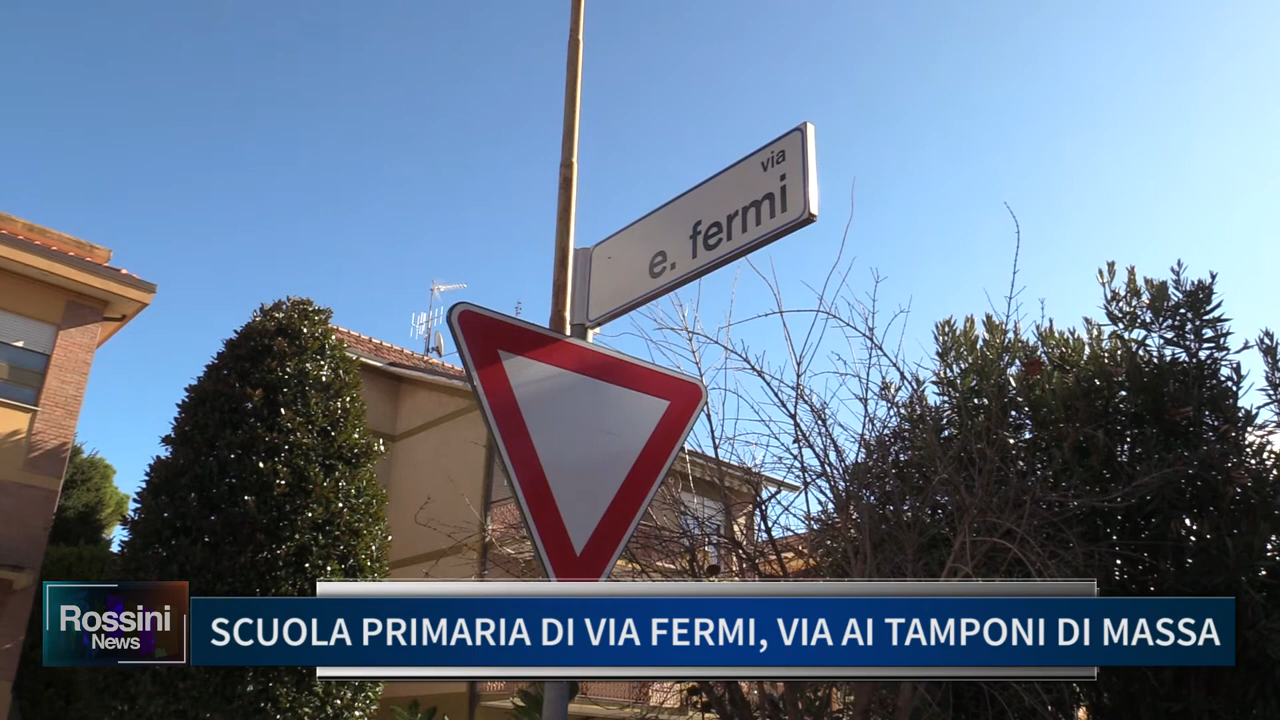 via
e. fermi
Rossini
News
SCUOLA PRIMARIA DI VIA FERMI, VIA AI TAMPONI DI MASSA